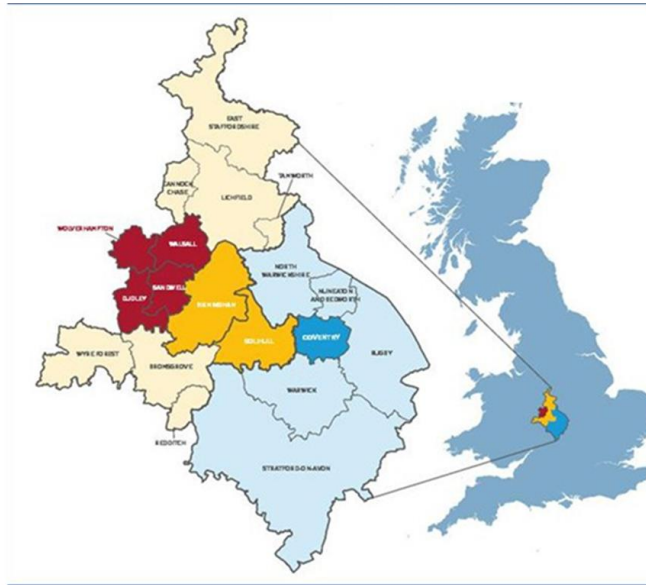 EAST
STAFFORDSHIRE
TAMWORTH
CANNOCK
CHASE
LICHFIELD
WOLVERHAMPTON
WALSALL
NORTH
WARWICKSHIRE
SANDWELL
DUDLEY
NUNEATON
AND BEDWORTH
BIRMINGHAM
SOLIHULL
COVENTRY
RUGBY
WYRE FOREST
BROMSGROVE
WARWICK
REDDITCH
STRATFORD-ON-AVON